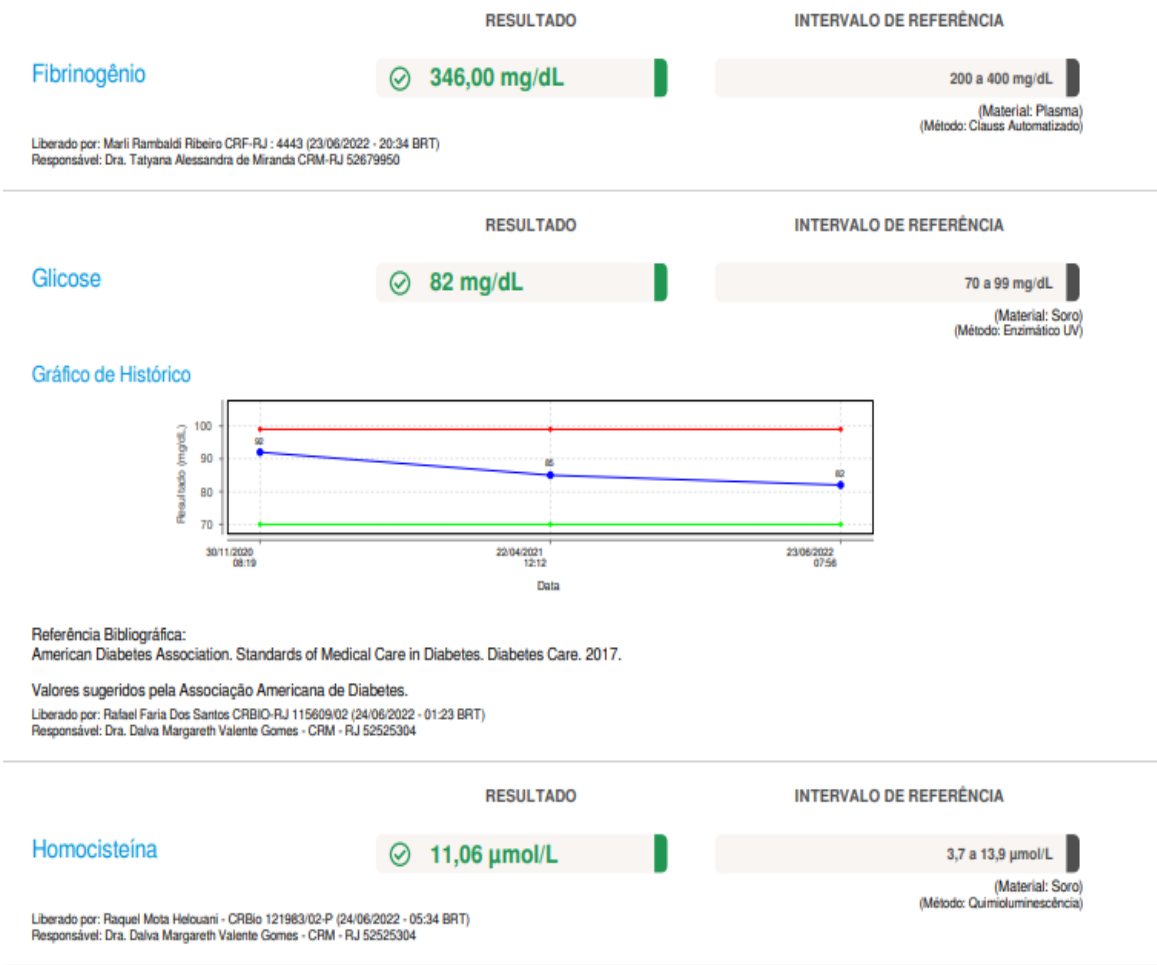 RESULTADO INTERVALO DE REFERÊNCIA
Fibrinogênio 346,00 mg/dL 200 a 400 mg/dL
(Material: Plasma)
(Método: Clauss Automatizado)
Liberado por: Marli Rambaldi Ribeiro CRF-RJ : 4443 (23/06/2022 - 20:34 BRT)
Responsável: Dra. Tatyana Alessandra de Miranda CRM-RJ 52679950
RESULTADO INTERVALO DE REFERÊNCIA
Glicose 82 mg/dL 70 a 99 mg/dL
(Material: Soro)
(Método: Enzimático UV)
Gráfico de Histórico
Resultado (mg/dL)
100
90
80
70
92 85 82
30/11/2020 22/04/2021 23/06/2022
08:19 12:12 07:56
Data
Referência Bibliográfica:
American Diabetes Association. Standards of Medical Care in Diabetes. Diabetes Care. 2017.
Valores sugeridos pela Associação Americana de Diabetes.
Liberado por: Rafael Faria Dos Santos CRBIO-RJ 115609/02 (24/06/2022 - 01:23 BRT)
Responsável: Dra. Dalva Margareth Valente Gomes - CRM - RJ 52525304
RESULTADO INTERVALO DE REFERÊNCIA
Homocisteína 11,06 µmol/L 3,7 a 13,9 µmol/L
(Material: Soro)
(Método: Quimioluminescência)
Liberado por: Raquel Mota Helouani - CRBio 121983/02-P (24/06/2022 - 05:34 BRT)
Responsável: Dra. Dalva Margareth Valente Gomes - CRM - RJ 52525304